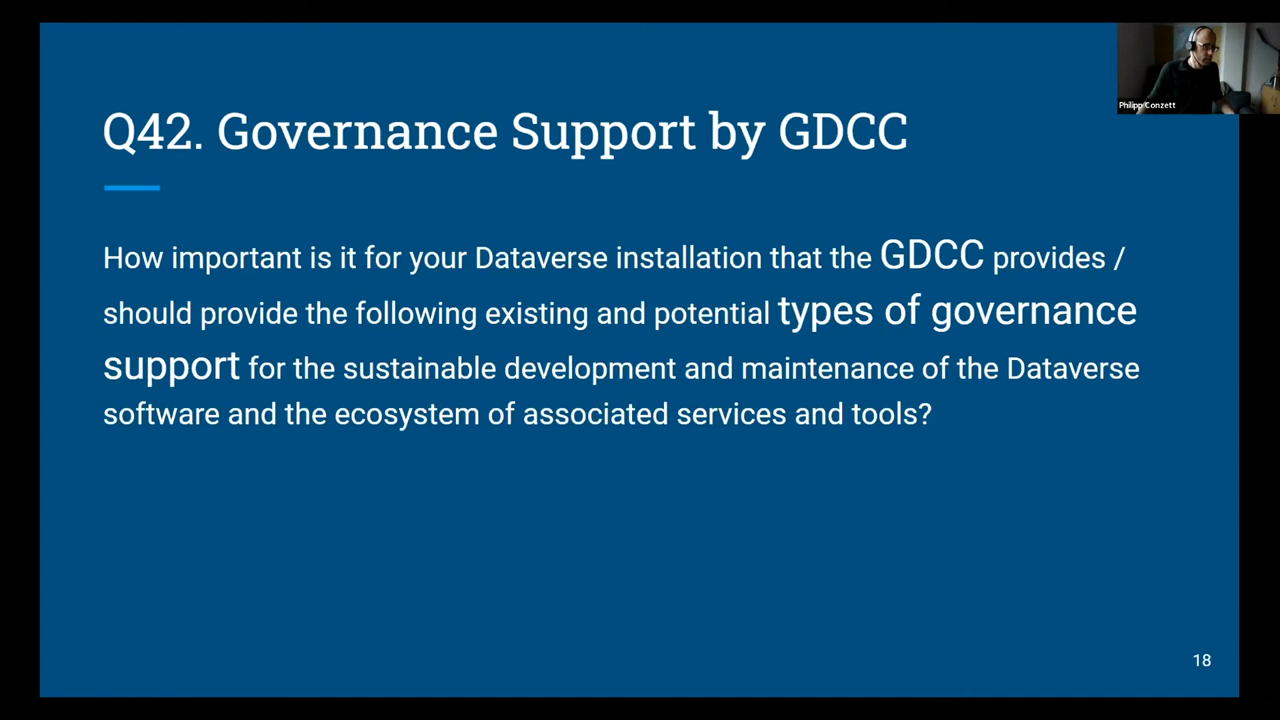 Philipp Conzett
Q42. Governance Support by GDCC
How important is it for your Dataverse installation that the GDCC provides /
should provide the following existing and potential types of governance
support for the sustainable development and maintenance of the Dataverse
software and the ecosystem of associated services and tools?
18